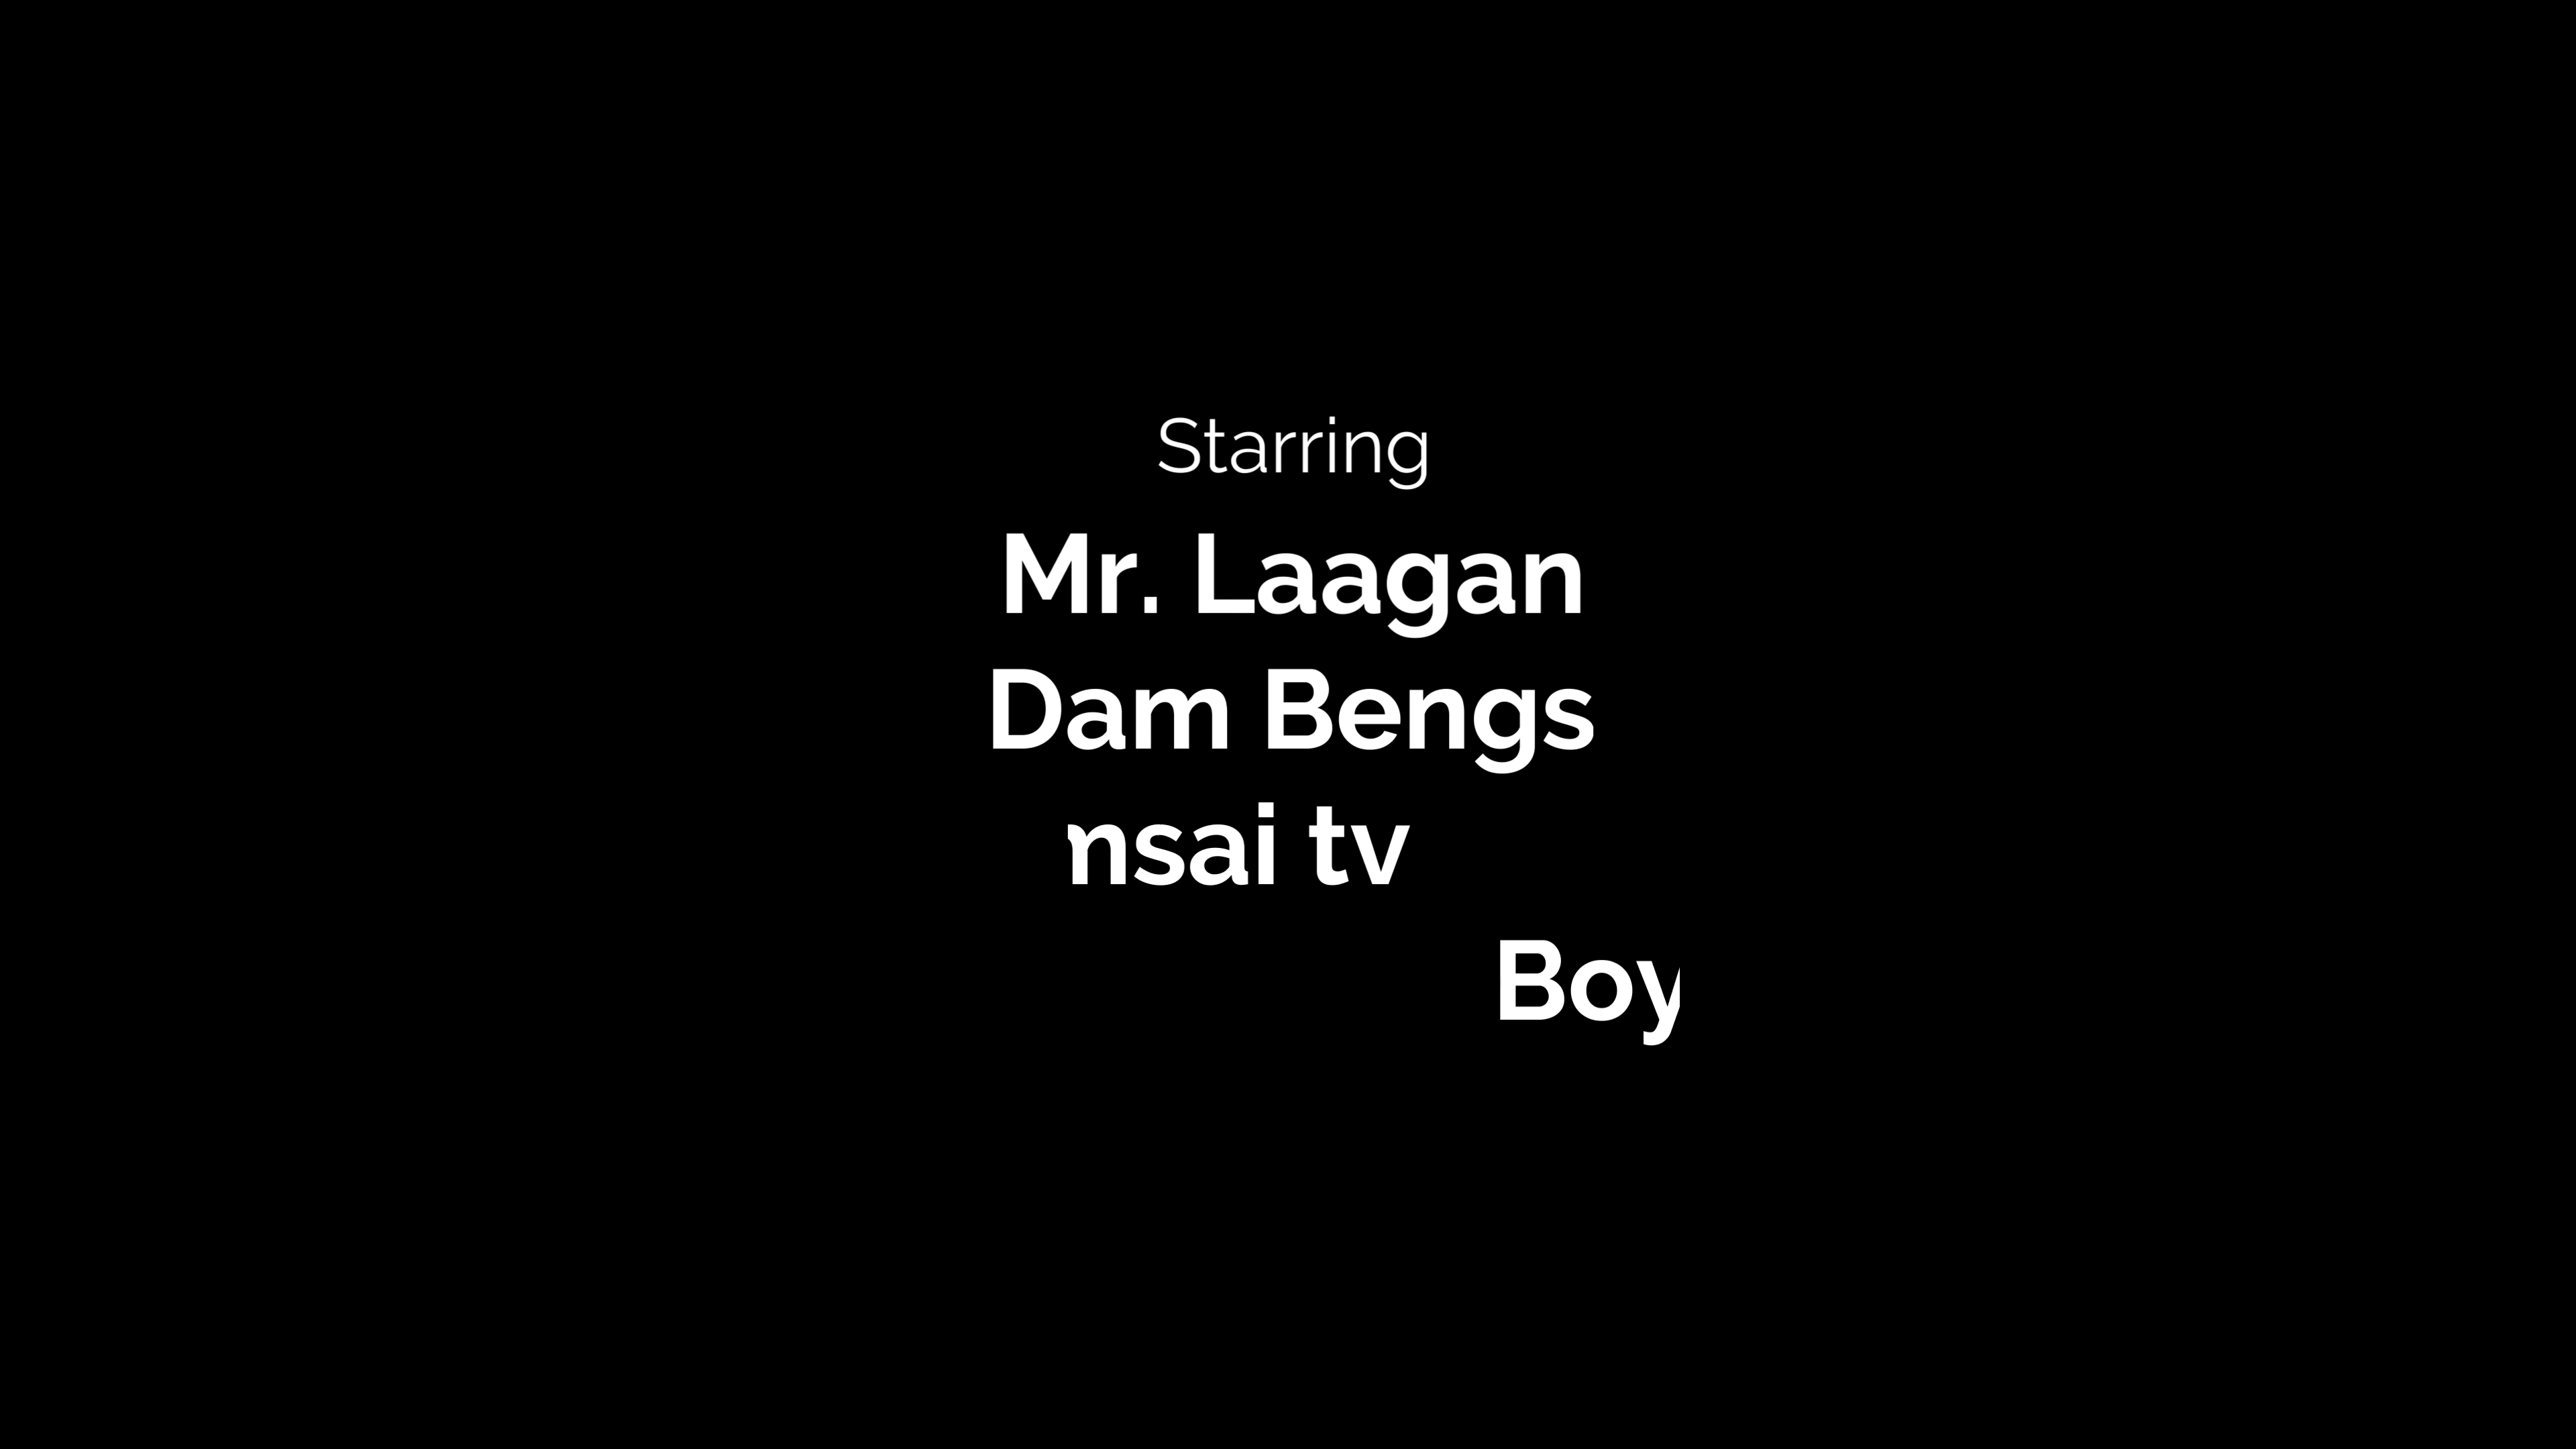 Starring
Mr. Laagan
Dam Bengs
nsai tv
Boy